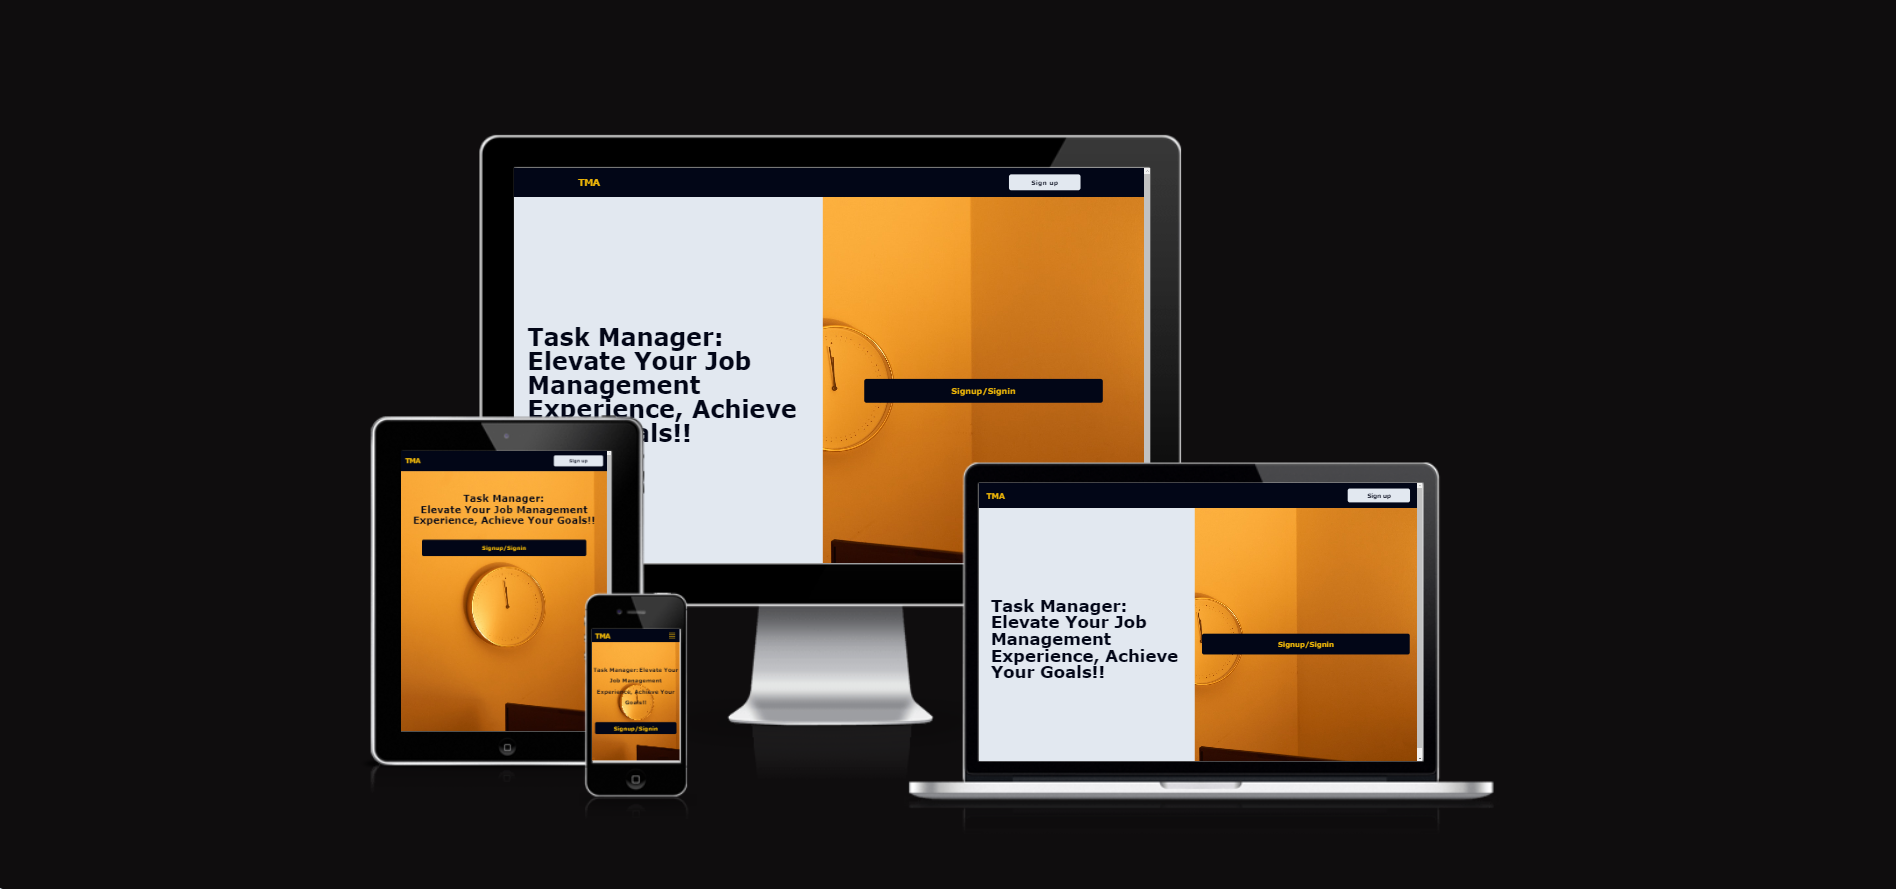 TMA
Sign up
Task Manager:
Elevate Your Job
Management
Experience, Achieve
als!!
Signup/Signin
TMA
Sign up
Task Manager:
Elevate Your Job Management
Experience, Achieve Your Goals!!
Signup/Signin
TMA
Task Manager: Elevate Your
Job Management
Experience, Achieve Your
Goals!!
Signup/Signin
TMA
Sign up
Task Manager:
Elevate Your Job
Management
Experience, Achieve
Your Goals!!
Signup/Signin